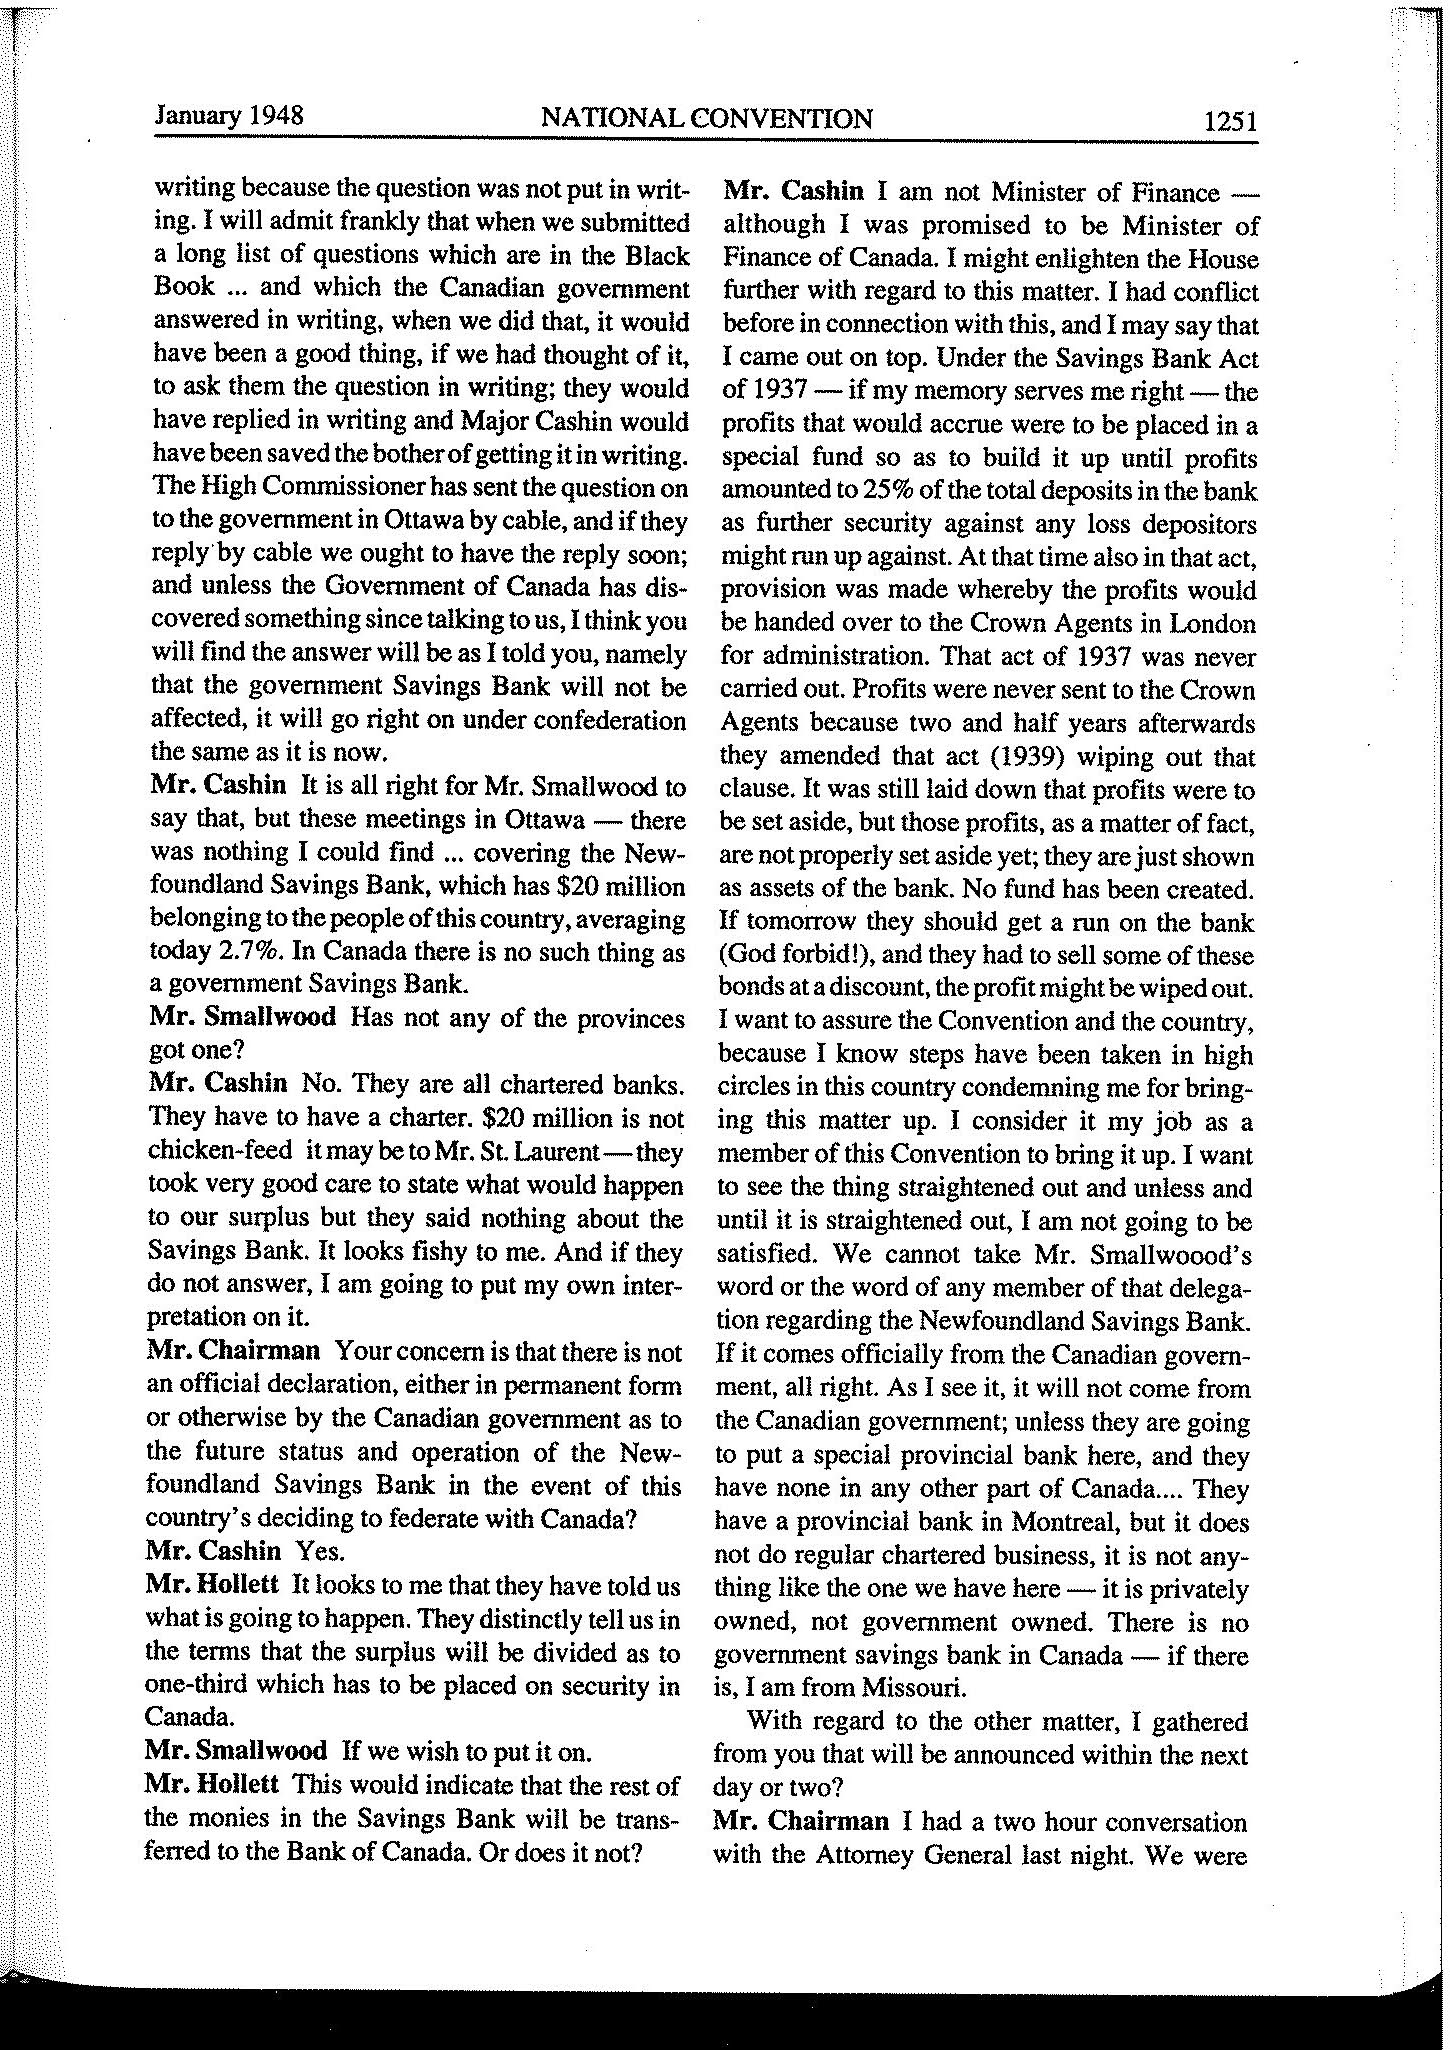 January 1948
NATIONAL CONVENTION
1251
writing because the question was not put in writ-
ing. I will admit frankly that when we submitted
a long list of questions which are in the Black
Book ... and which the Canadian government
answered in writing, when we did that, it would
have been a good thing, if we had thought of it,
to ask them the question in writing; they would
have replied in writing and Major Cashin would
have been saved the bother of getting it in writing.
The High Commissioner has sent the question on
to the government in Ottawa by cable, and if they
reply by cable we ought to have the reply soon;
and unless the Government of Canada has dis-
covered something since talking to us, I think you
will find the answer will be as I told you, namely
that the government Savings Bank will not be
affected, it will go right on under confederation
the same as it is now.
Mr. Cashin It is all right for Mr. Smallwood to
say that, but these meetings in Ottawa — there
was nothing I could find ... covering the New-
foundland Savings Bank, which has $20 million
belonging to the people of this country, averaging
today 2.7%. In Canada there is no such thing as
a government Savings Bank.
Mr. Smallwood Has not any of the provinces
got one?
Mr. Cashin No. They are all chartered banks.
They have to have a charter. $20 million is not
chicken-feed it may be to Mr. St. Laurent — they
took very good care to state what would happen
to our surplus but they said nothing about the
Savings Bank. It looks fishy to me. And if they
do not answer, I am going to put my own inter-
pretation on it.
Mr. Chairman Your concern is that there is not
an official declaration, either in permanent form
or otherwise by the Canadian government as to
the future status and operation of the New-
foundland Savings Bank in the event of this
country's deciding to federate with Canada?
Mr. Cashin Yes.
Mr. Hollett It looks to me that they have told us
what is going to happen. They distinctly tell us in
the terms that the surplus will be divided as to
one-third which has to be placed on security in
Canada.
Mr. Smallwood If we wish to put it on.
Mr. Hollett This would indicate that the rest of
the monies in the Savings Bank will be trans-
ferred to the Bank of Canada. Or does it not?
Mr. Cashin I am not Minister of Finance —
although I was promised to be Minister of
Finance of Canada. I might enlighten the House
further with regard to this matter. I had conflict
before in connection with this, and I may say that
I came out on top. Under the Savings Bank Act
of 1937 — if my memory serves me right — the
profits that would accrue were to be placed in a
special fund so as to build it up until profits
amounted to 25% of the total deposits in the bank
as further security against any loss depositors
might run up against. At that time also in that act,
provision was made whereby the profits would
be handed over to the Crown Agents in London
for administration. That act of 1937 was never
carried out. Profits were never sent to the Crown
Agents because two and half years afterwards
they amended that act (1939) wiping out that
clause. It was still laid down that profits were to
be set aside, but those profits, as a matter of fact,
are not properly set aside yet; they are just shown
as assets of the bank. No fund has been created.
If tomorrow they should get a run on the bank
(God forbid!), and they had to sell some of these
bonds at a discount, the profit might be wiped out.
I want to assure the Convention and the country,
because I know steps have been taken in high
circles in this country condemning me for bring-
ing this matter up. I consider it my job as a
member of this Convention to bring it up. I want
to see the thing straightened out and unless and
until it is straightened out, I am not going to be
satisfied. We cannot take Mr. Smallwoood's
word or the word of any member of that delega-
tion regarding the Newfoundland Savings Bank.
If it comes officially from the Canadian govern-
ment, all right. As I see it, it will not come from
the Canadian government; unless they are going
to put a special provincial bank here, and they
have none in any other part of Canada.... They
have a provincial bank in Montreal, but it does
not do regular chartered business, it is not any-
thing like the one we have here — it is privately
owned, not government owned. There is no
government savings bank in Canada — if there
is, I am from Missouri.
With regard to the other matter, I gathered
from you that will be announced within the next
day or two?
Mr. Chairman I had a two hour conversation
with the Attorney General last night. We were